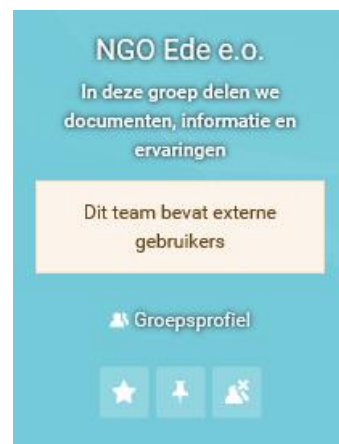 NGO Ede e.o.
In deze groep delen we
documenten, informatie en
ervaringen
Dit team bevat externe
gebruikers
Groepsprofiel